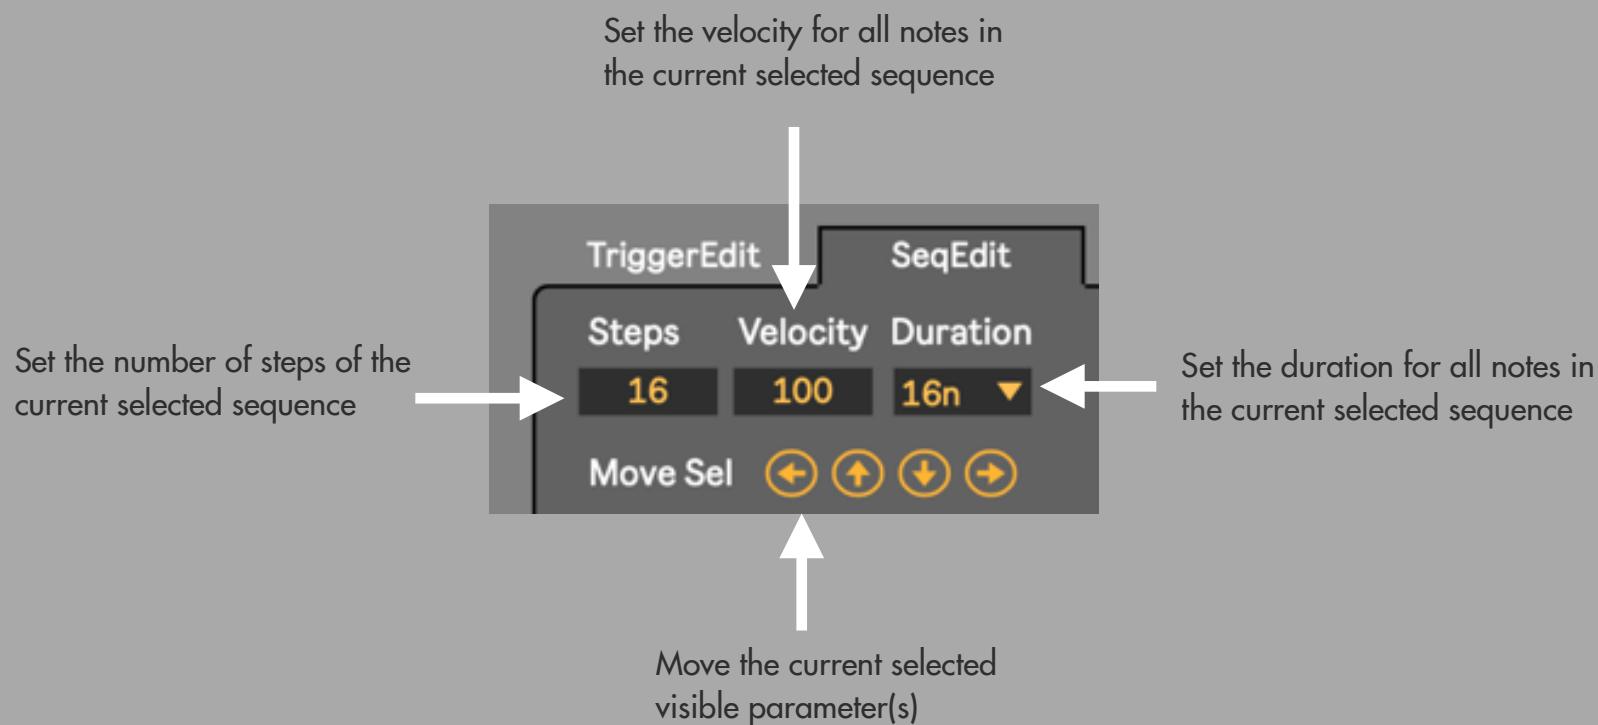 Set the velocity for all notes in
the current selected sequence
TriggerEdit
SeqEdit
Steps
Velocity
Duration
16
100
16n
Move Sel
Set the number of steps of the
current selected sequence
Set the duration for all notes in
the current selected sequence
Move the current selected
visible parameter(s)